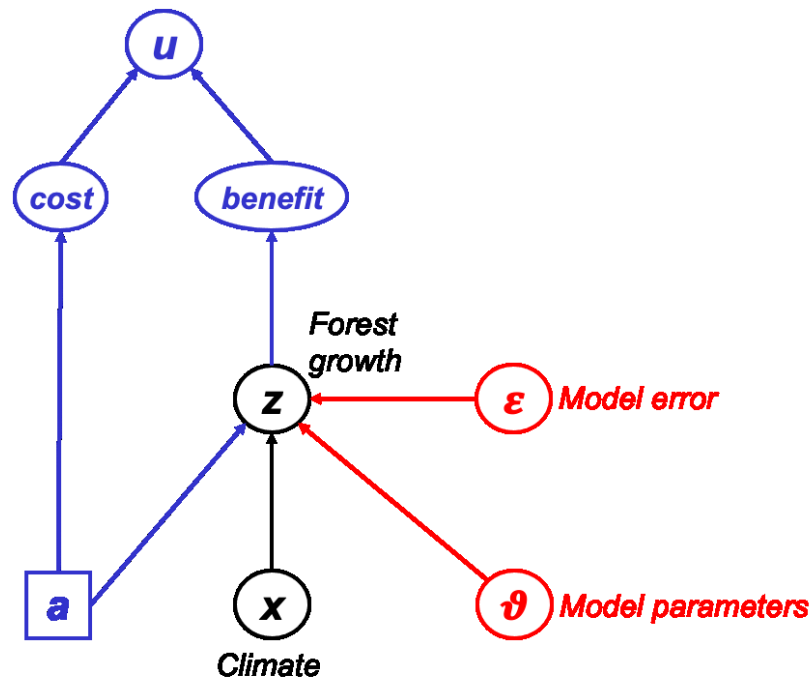 u
cost
benefit
Forest
growth
z
ε
Model error
a
x
ϑ
Model parameters
Climate